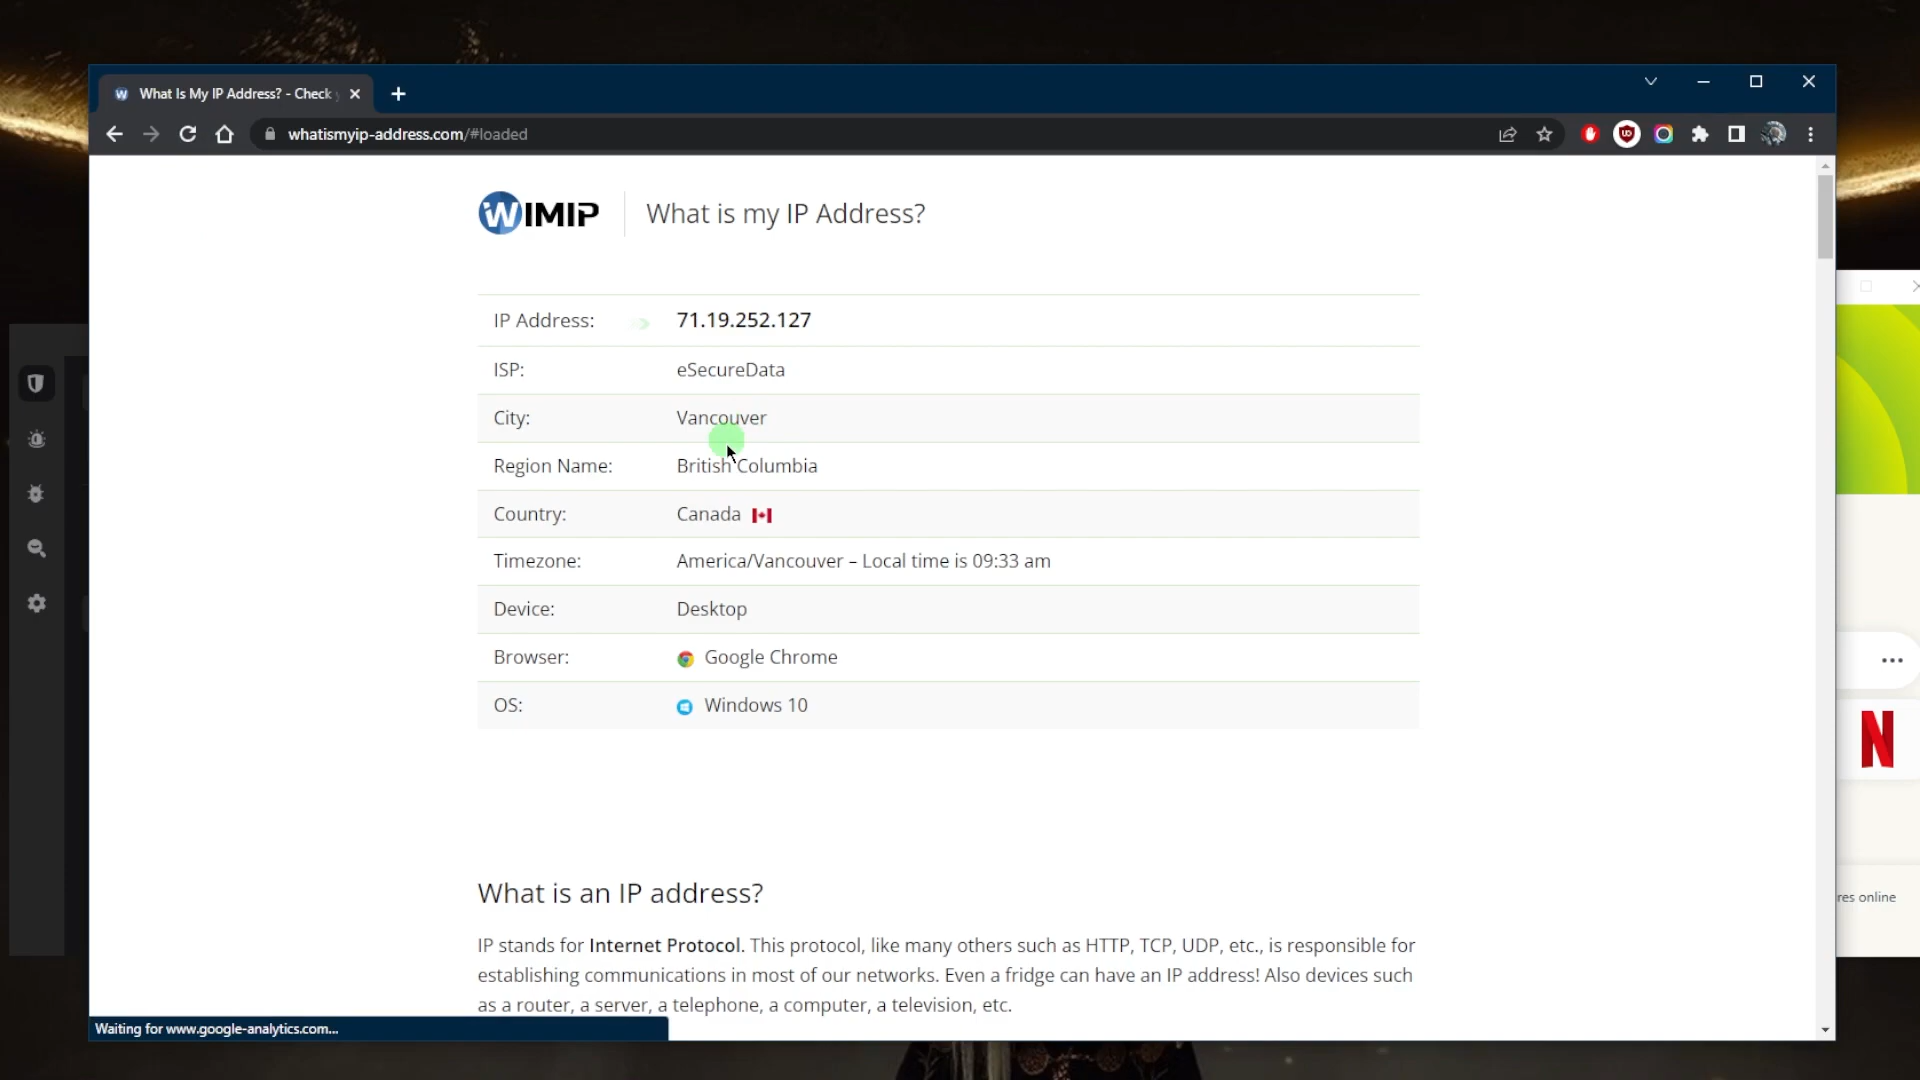 What Is My IP Address? - Check
whatismyip-address.com/#loaded
WIMIP
What is my IP Address?
IP Address: 71.19.252.127
ISP: eSecureData
City: Vancouver
Region Name: British Columbia
Country: Canada
Timezone: America/Vancouver – Local time is 09:33 am
Device: Desktop
Browser: Google Chrome
OS: Windows 10
N
res online
What is an IP address?
IP stands for Internet Protocol. This protocol, like many others such as HTTP, TCP, UDP, etc., is responsible for
establishing communications in most of our networks. Even a fridge can have an IP address! Also devices such
as a router, a server, a telephone, a computer, a television, etc.
Waiting for www.google-analytics.com...